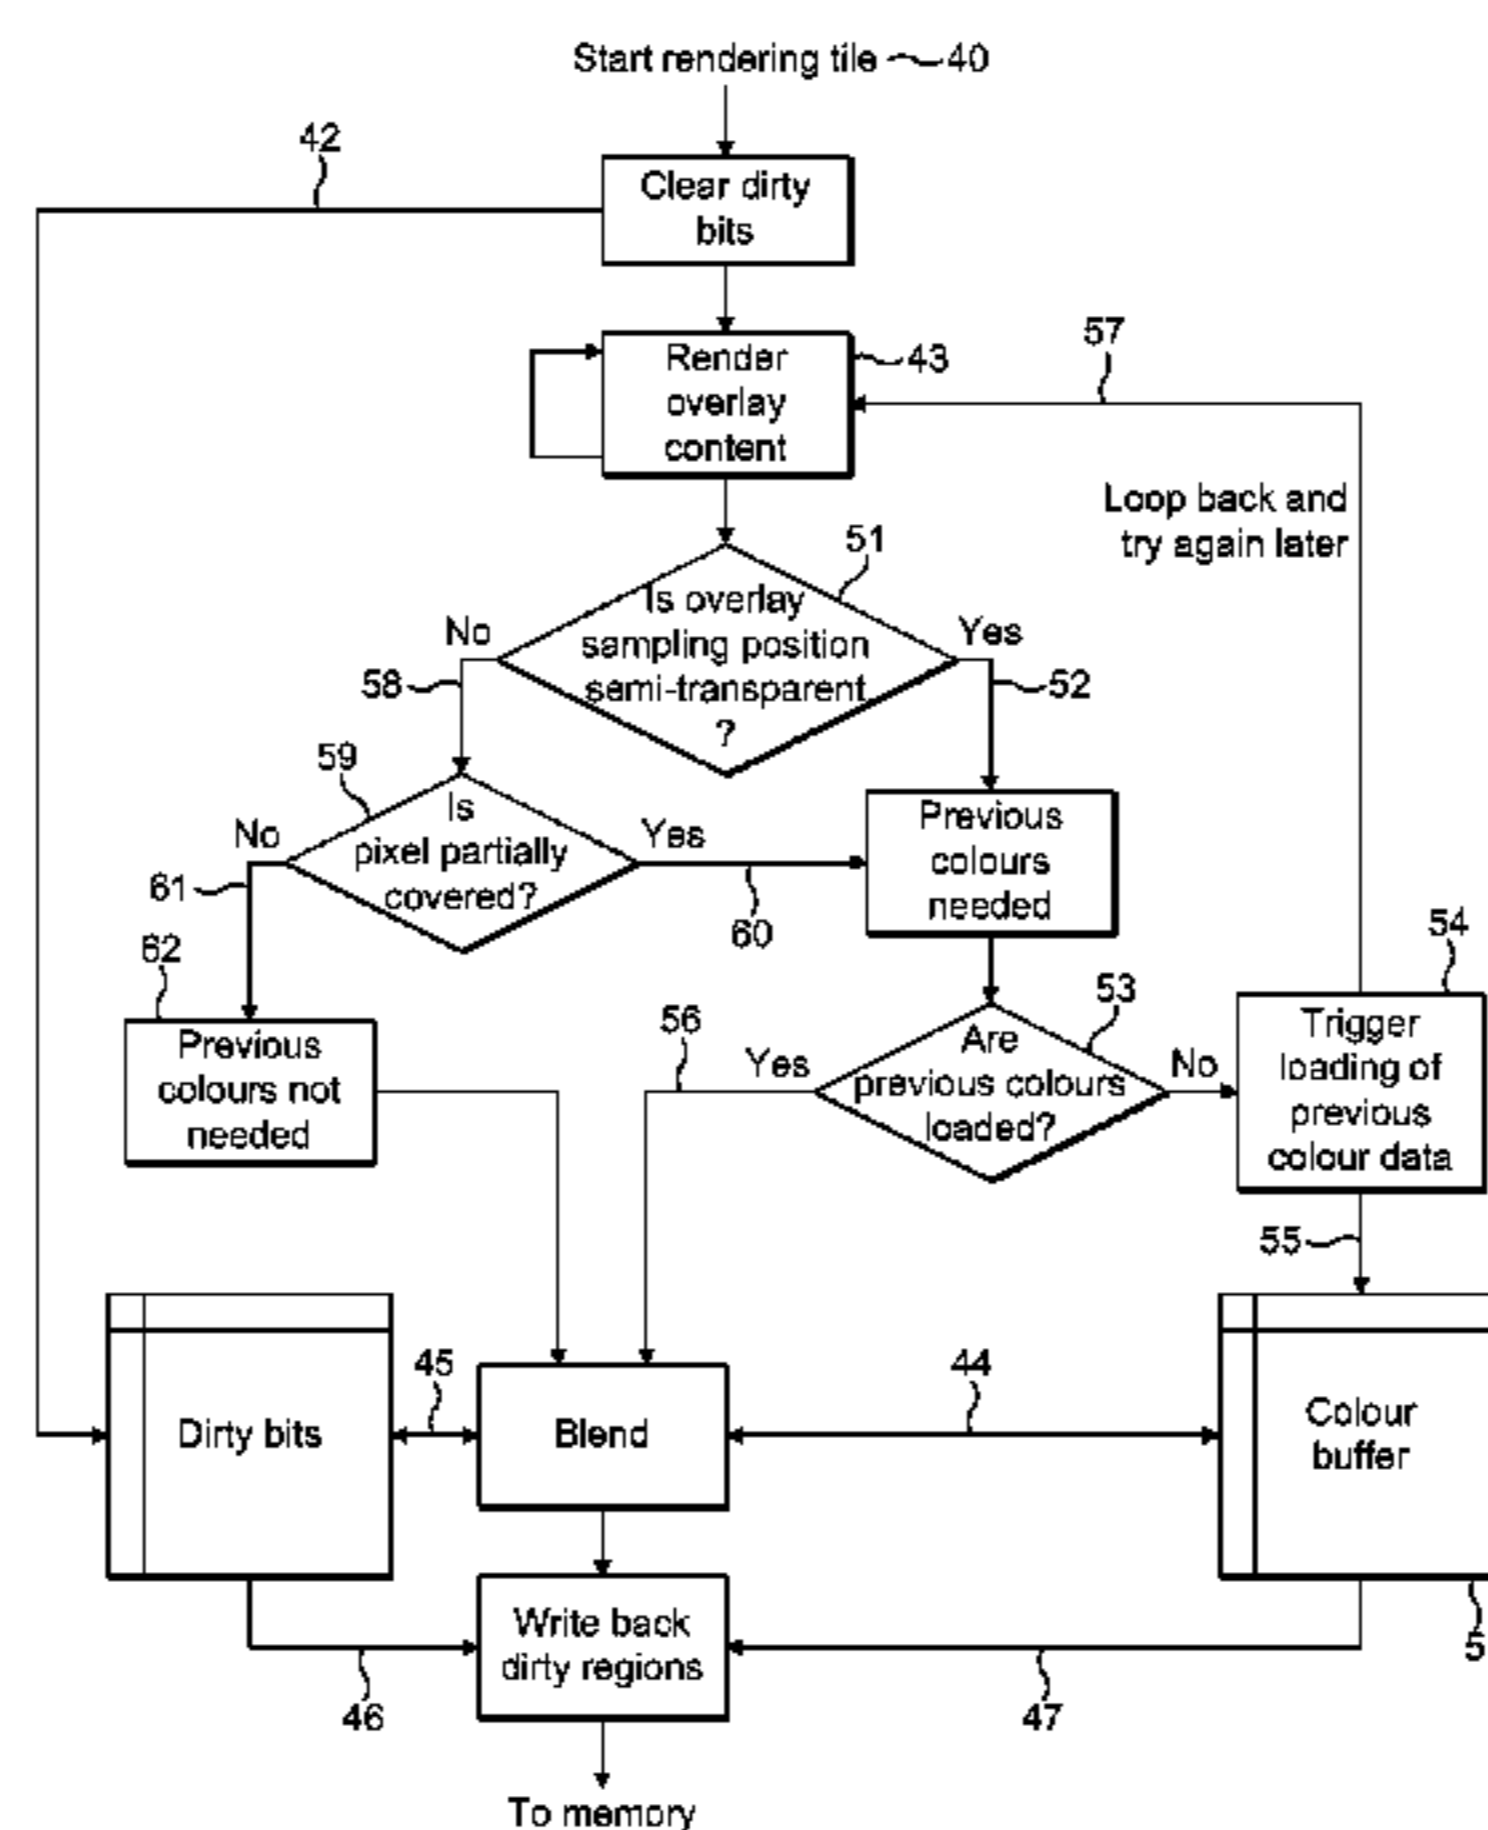 Start rendering tile 40
42
Clear dirty
bits
57
Render
overlay
content
43
Loop back and
try again later
51
Is overlay
sampling position
semi-transparent
?
No
Yes
58
52
59
Is
pixel partially
covered?
No
Yes
61
60
Previous
colours
needed
62
54
Previous
colours not
needed
56
53
Are
previous colours
loaded?
Yes
No
Trigger
loading of
previous
colour data
55
45
44
Dirty bits
Blend
Colour
buffer
Write back
dirty regions
5
46
47
To memory